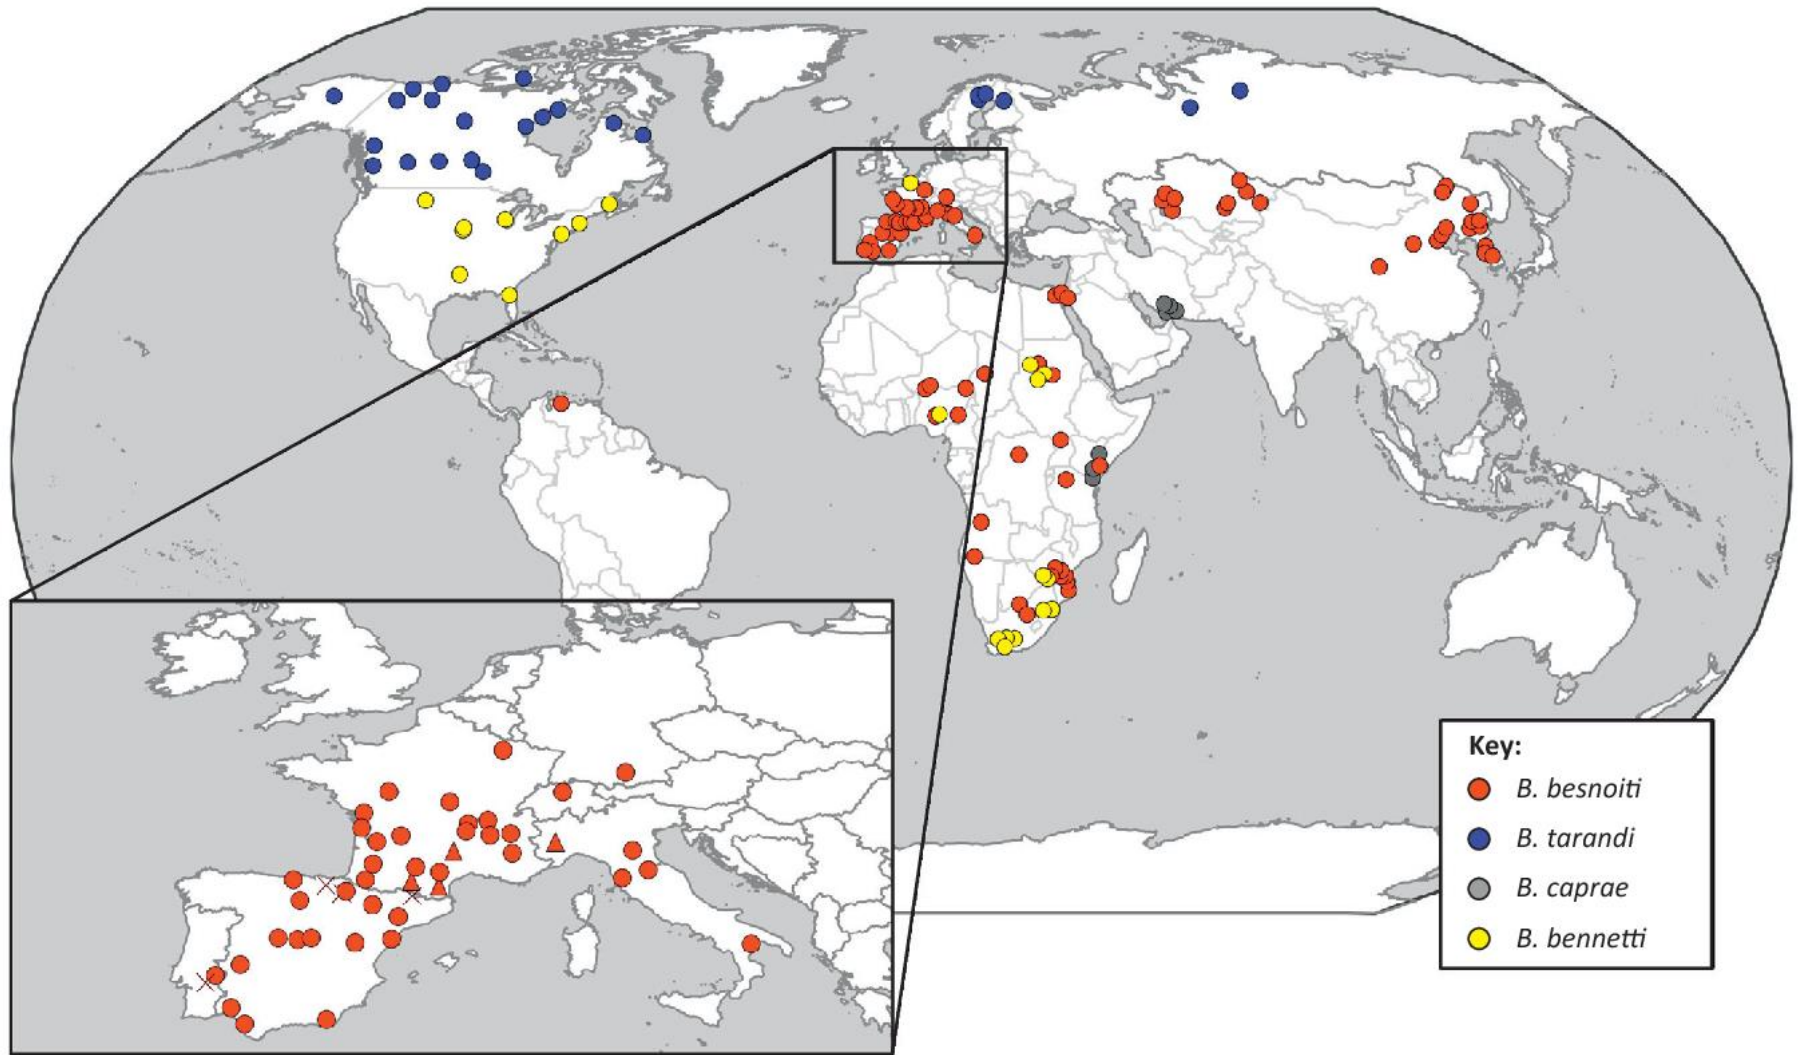 Key:
B. besnoiti
B. tarandi
B. caprae
B. bennetti